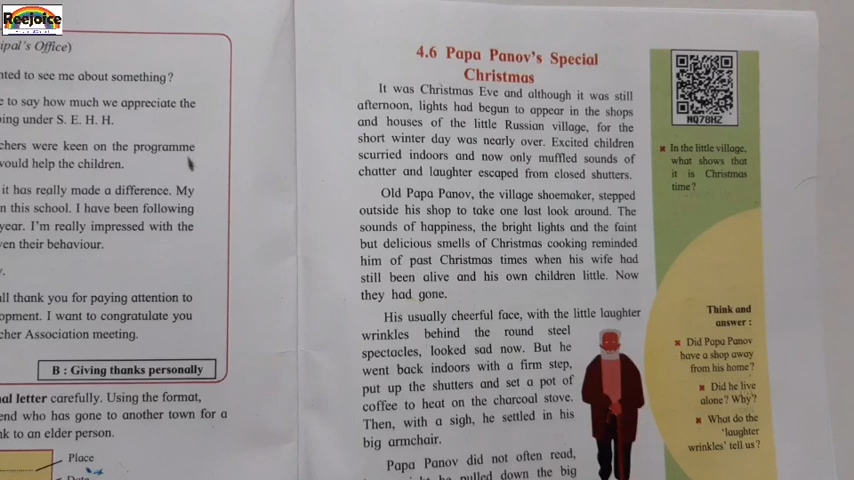 Reejoice
ipal's Office)
nted to see me about something?
e to say how much we appreciate the
ing under S. E. H. H.
chers were keen on the programme
would help the children.
it has really made a difference. My
n this school. I have been following
year. I'm really impressed with the
ven their behaviour.
y.
all thank you for paying attention to
opment. I want to congratulate you
cher Association meeting.
B : Giving thanks personally
nal letter carefully. Using the format,
end who has gone to another town for a
nk to an elder person.
Place
Date
4.6 Papa Panov's Special
Christmas
It was Christmas Eve and although it was still
afternoon, lights had begun to appear in the shops
and houses of the little Russian village, for the
short winter day was nearly over. Excited children
scurried indoors and now only muffled sounds of
chatter and laughter escaped from closed shutters.
Old Papa Panov, the village shoemaker, stepped
outside his shop to take one last look around. The
sounds of happiness, the bright lights and the faint
but delicious smells of Christmas cooking reminded
him of past Christmas times when his wife had
still been alive and his own children little. Now
they had gone.
His usually cheerful face, with the little laughter
wrinkles behind the round steel
spectacles, looked sad now. But he
went back indoors with a firm step,
put up the shutters and set a pot of
coffee to heat on the charcoal stove.
Then, with a sigh, he settled in his
big armchair.
Papa Panov did not often read,
he pulled down the big
NQ78HZ
In the little village,
what shows that
it is Christmas
time?
Think and
answer :
Did Papa Panov
have a shop away
from his home?
Did he live
alone? Why?
What do the
'laughter
wrinkles' tell us?